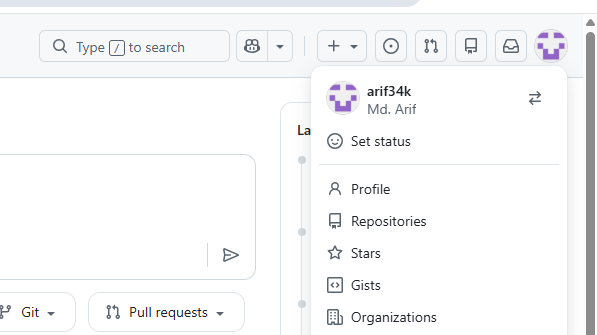 Type / to search
arif34k
Md. Arif
La
Set status
Profile
Repositories
Stars
Gists
Organizations
Git
Pull requests